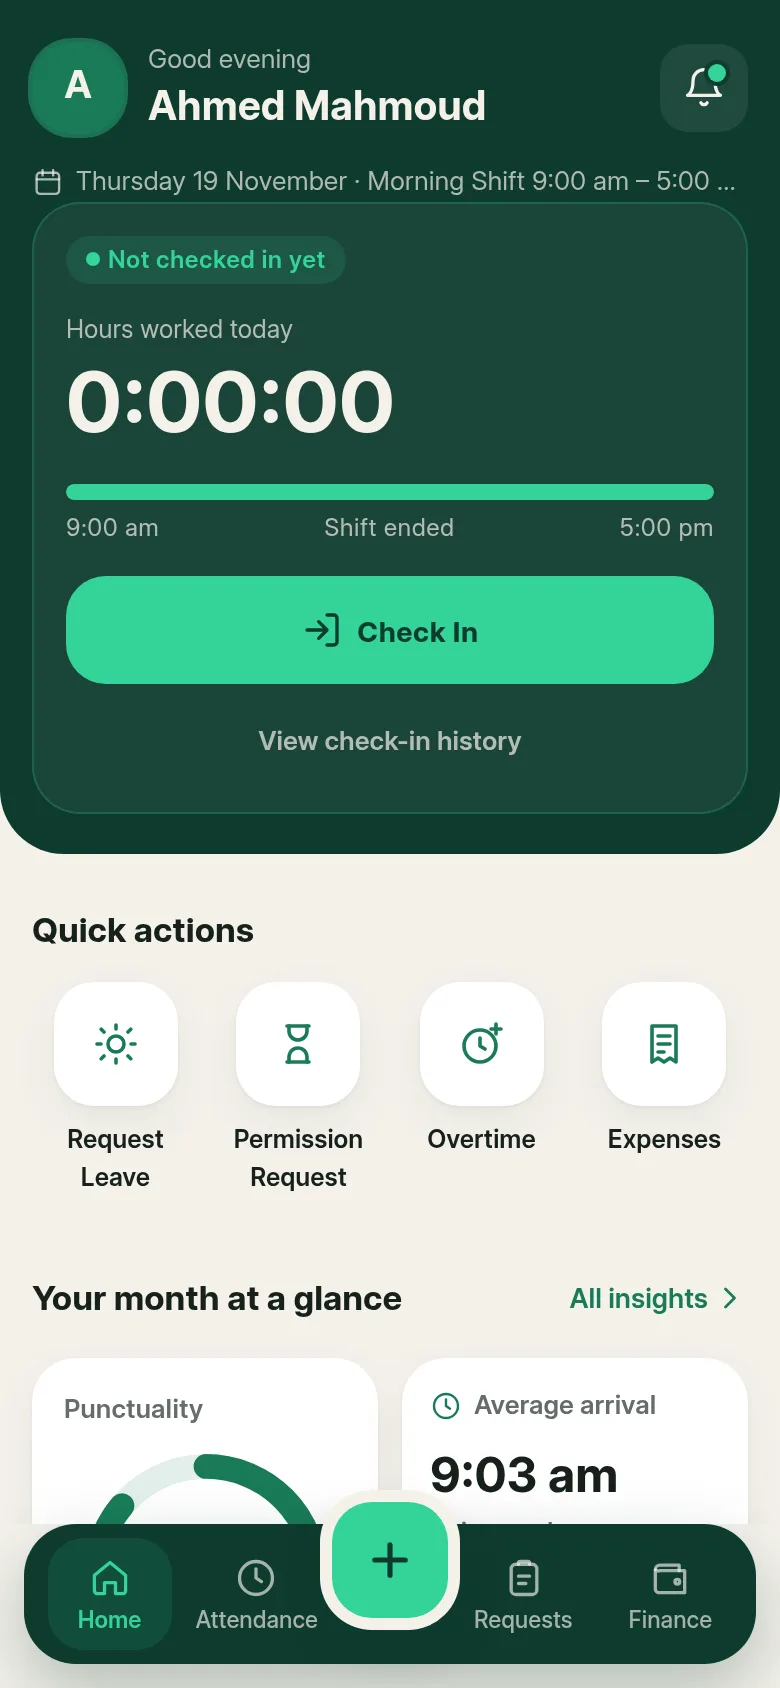 A
Good evening
Ahmed Mahmoud
Thursday 19 November · Morning Shift 9:00 am – 5:00 ...
Not checked in yet
Hours worked today
0:00:00
9:00 am Shift ended 5:00 pm
Check In
View check-in history
Quick actions
Request Leave
Permission Request
Overtime
Expenses
Your month at a glance
All insights
Punctuality
Average arrival
9:03 am
Home
Attendance
Requests
Finance